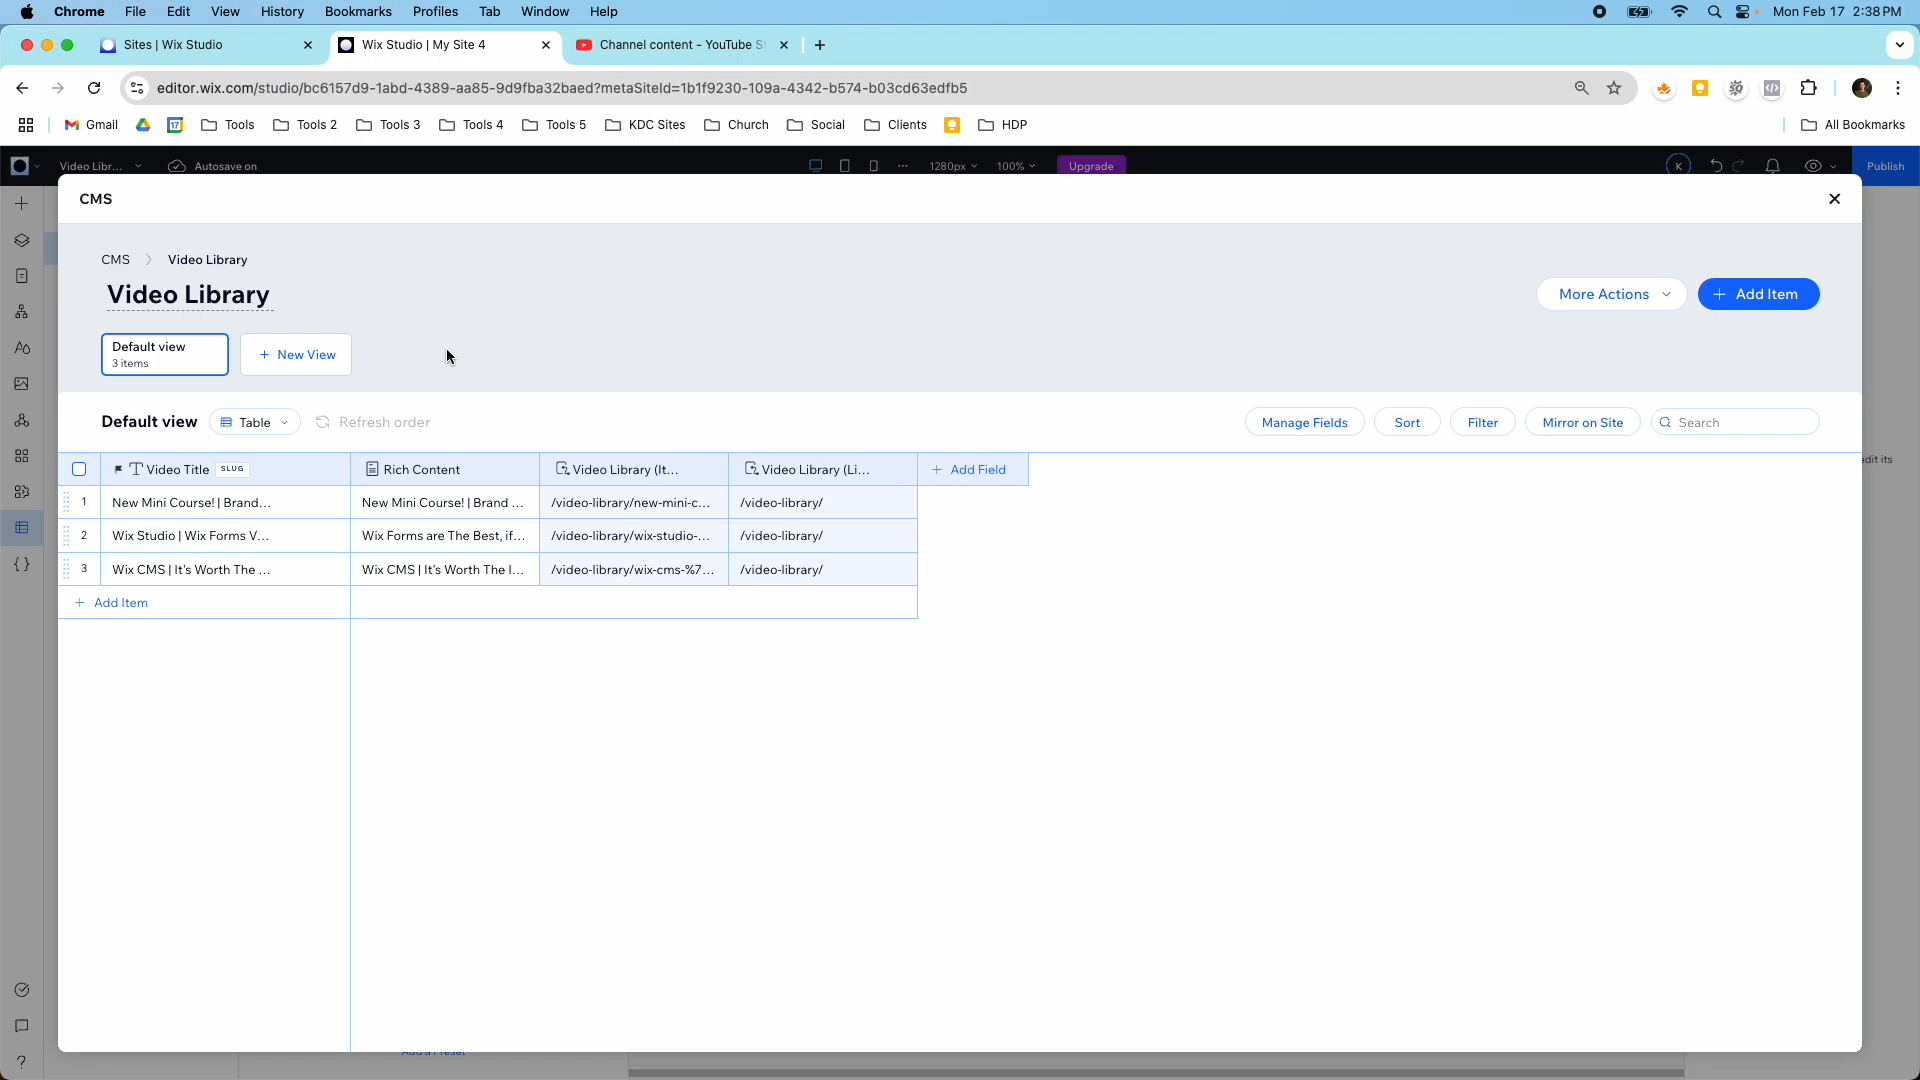 Chrome File Edit View History Bookmarks Profiles Tab Window Help Mon Feb 17 2:38 PM
Sites | Wix Studio Wix Studio | My Site 4 Channel content - YouTube S
editor.wix.com/studio/bc6157d9-1abd-4389-aa85-9d9fba32baed?metaSiteId=1b1f9230-109a-4342-b574-b03cd63edfb5
Gmail 17 Tools Tools 2 Tools 3 Tools 4 Tools 5 KDC Sites Church Social Clients HDP All Bookmarks
Video Libr... Autosave on 1280px 100% Upgrade K Publish
CMS
CMS Video Library
Video Library More Actions + Add Item
Default view
3 items
+ New View
Default view Table Refresh order Manage Fields Sort Filter Mirror on Site Search
Video Title SLUG Rich Content Video Library (It... Video Library (Li... + Add Field
edit its
1 New Mini Course! | Brand... New Mini Course! | Brand ... /video-library/new-mini-c... /video-library/
2 Wix Studio | Wix Forms V... Wix Forms are The Best, if... /video-library/wix-studio-... /video-library/
3 Wix CMS | It's Worth The ... Wix CMS | It's Worth The I... /video-library/wix-cms-%7... /video-library/
+ Add Item
Add a Preset